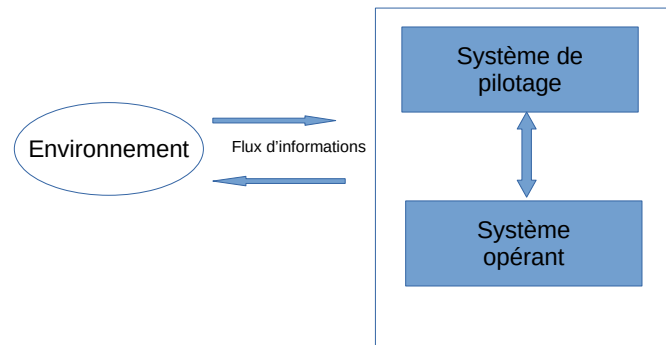 Système de
pilotage
Environnement
Flux d'informations
Système
opérant